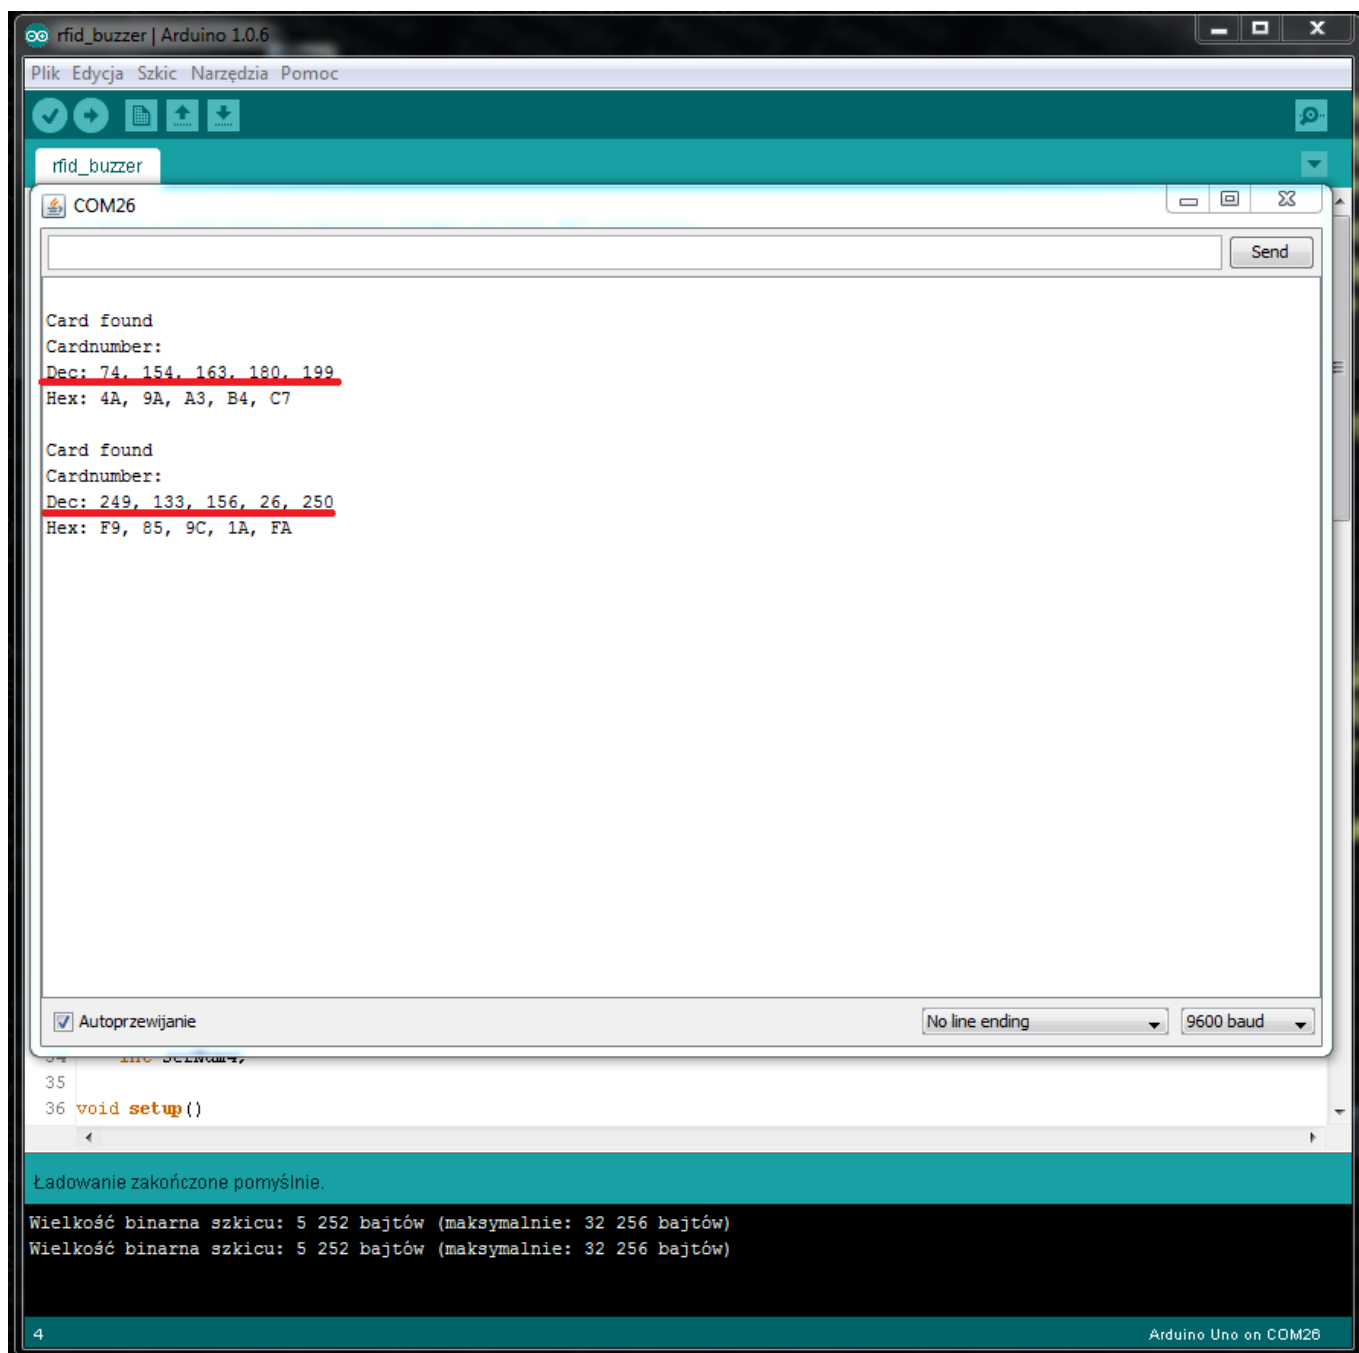 rfid_buzzer | Arduino 1.0.6
Plik Edycja Szkic Narzędzia Pomoc
rfid_buzzer
COM26
Send
Card found
Cardnumber:
Dec: 74, 154, 163, 180, 199
Hex: 4A, 9A, A3, B4, C7
Card found
Cardnumber:
Dec: 249, 133, 156, 26, 250
Hex: F9, 85, 9C, 1A, FA
Autoprzewijanie
No line ending
9600 baud
34 int serNum4;
35
36 void setup()
Ładowanie zakończone pomyślnie.
Wielkość binarna szkicu: 5 252 bajtów (maksymalnie: 32 256 bajtów)
Wielkość binarna szkicu: 5 252 bajtów (maksymalnie: 32 256 bajtów)
4
Arduino Uno on COM26